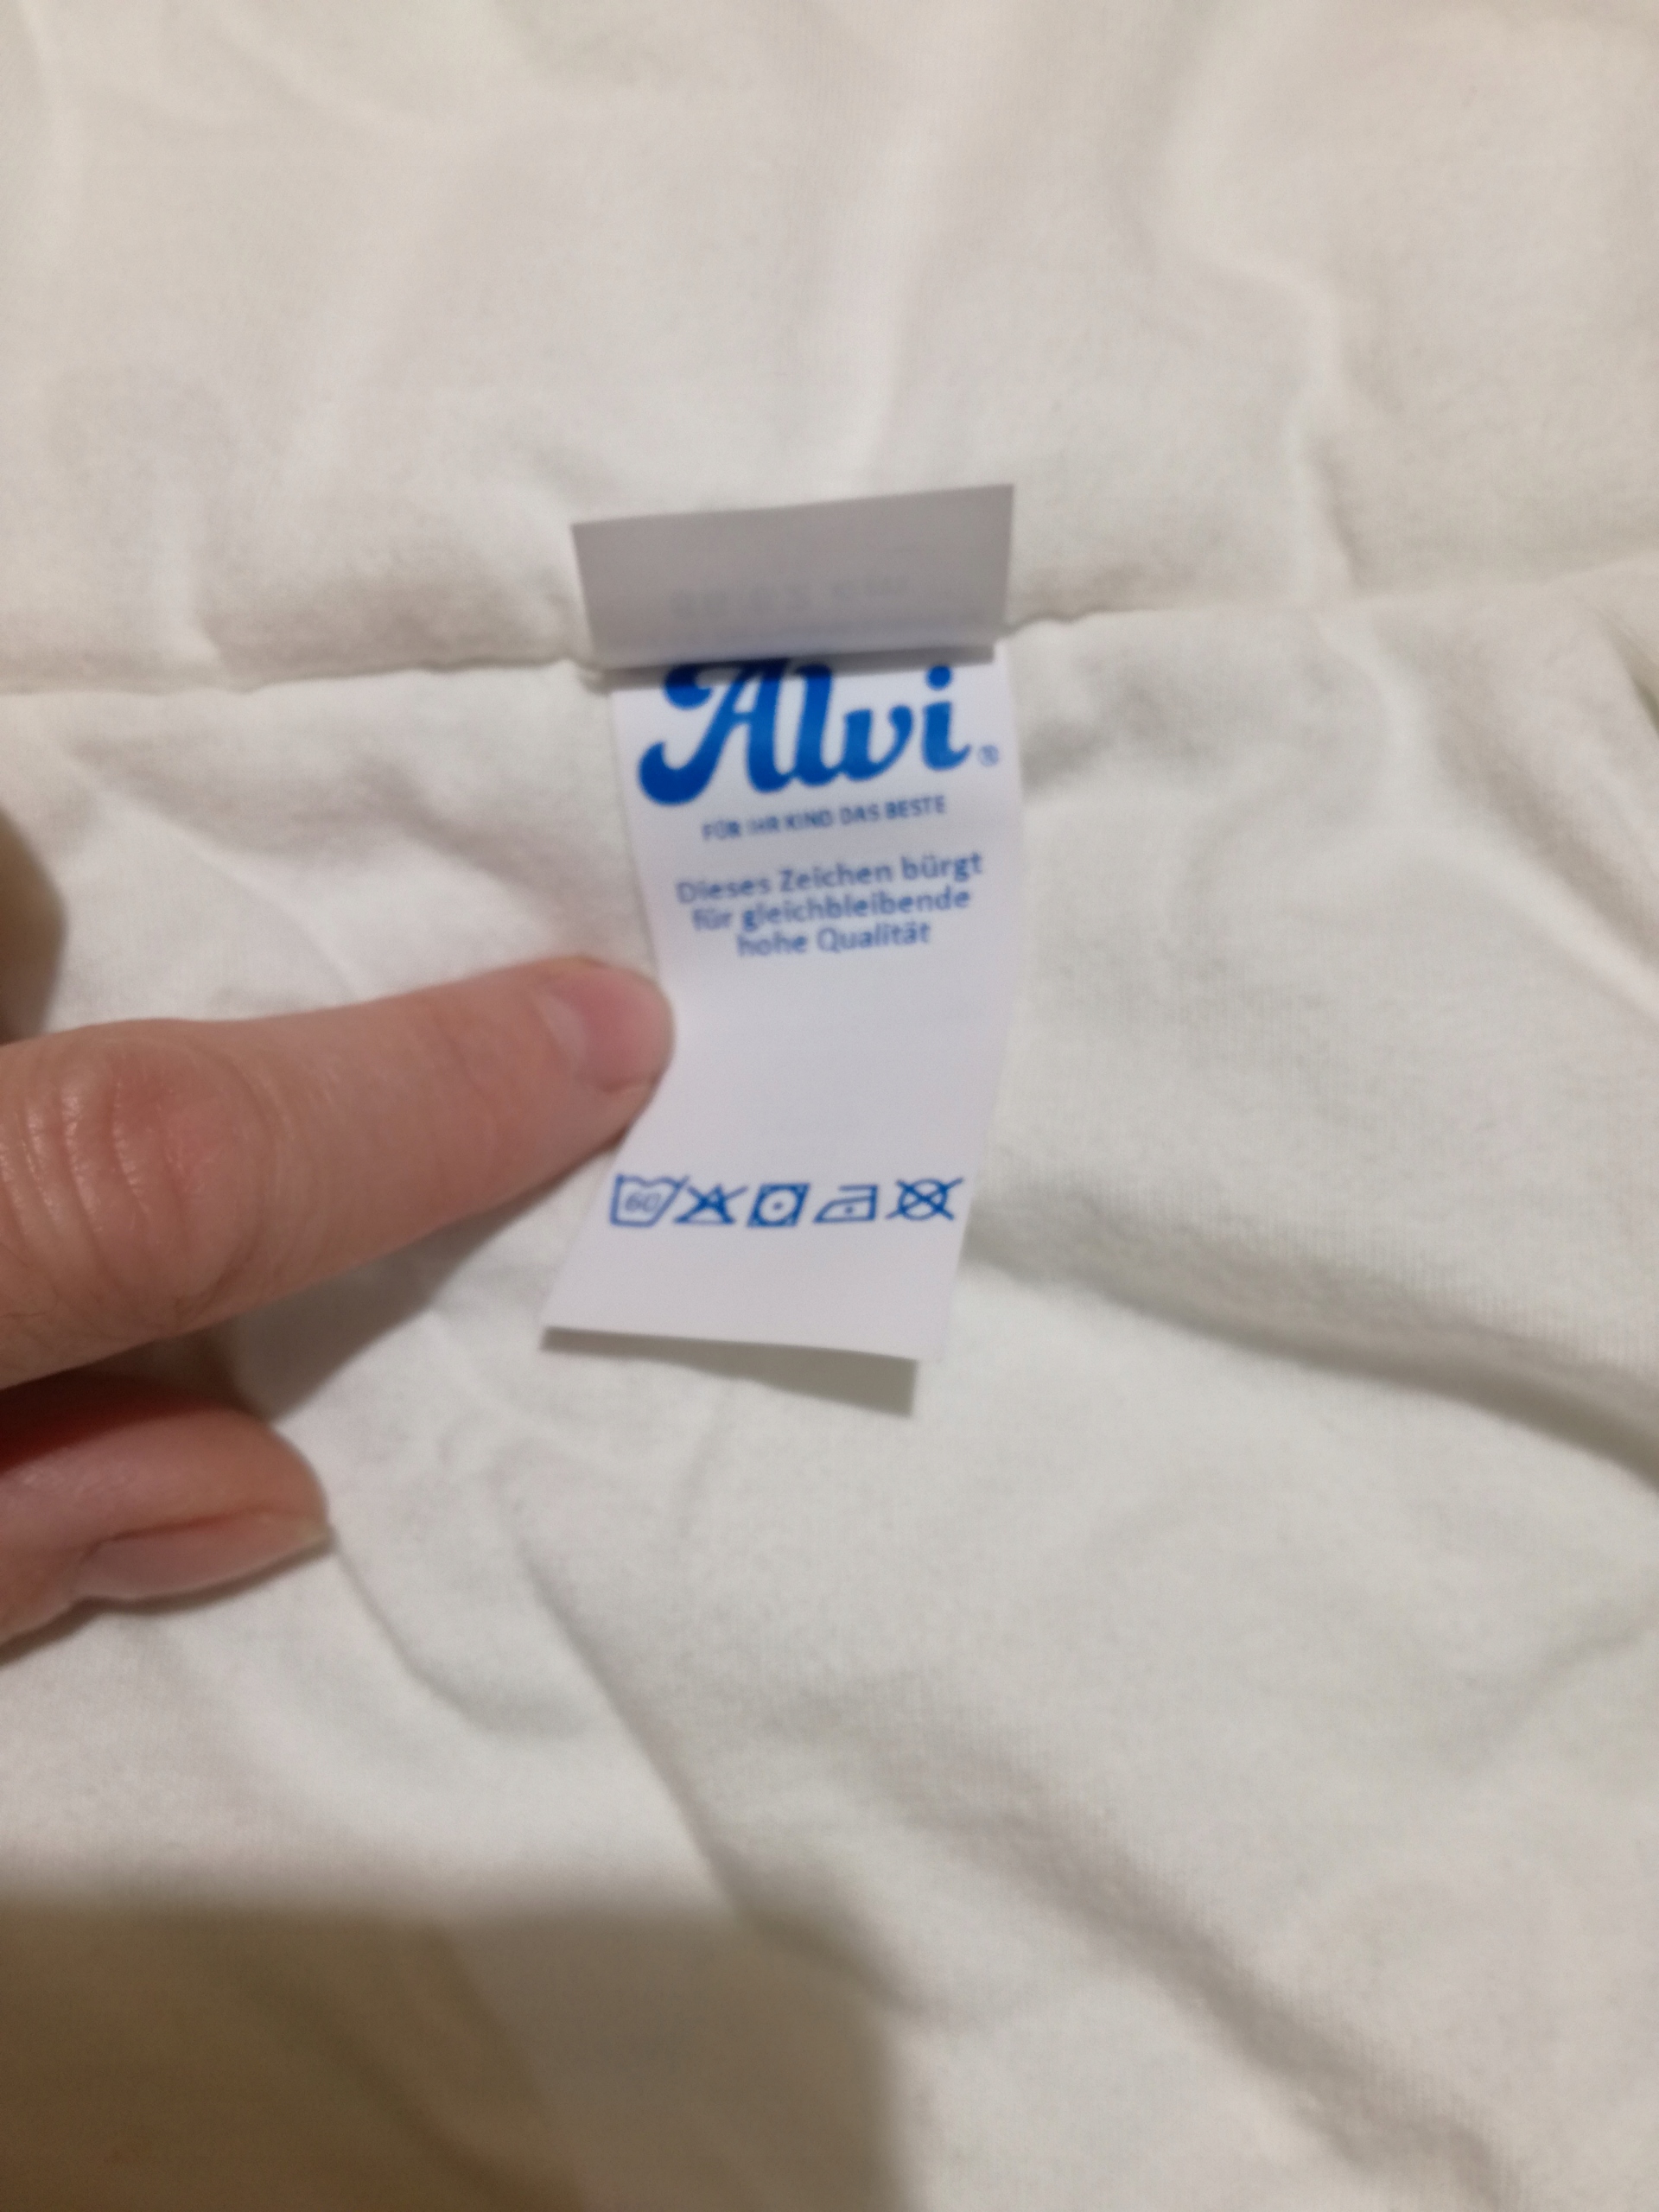 Alvi®
FÜR IHR KIND DAS BESTE
Dieses Zeichen bürgt
für gleichbleibende
hohe Qualität
60